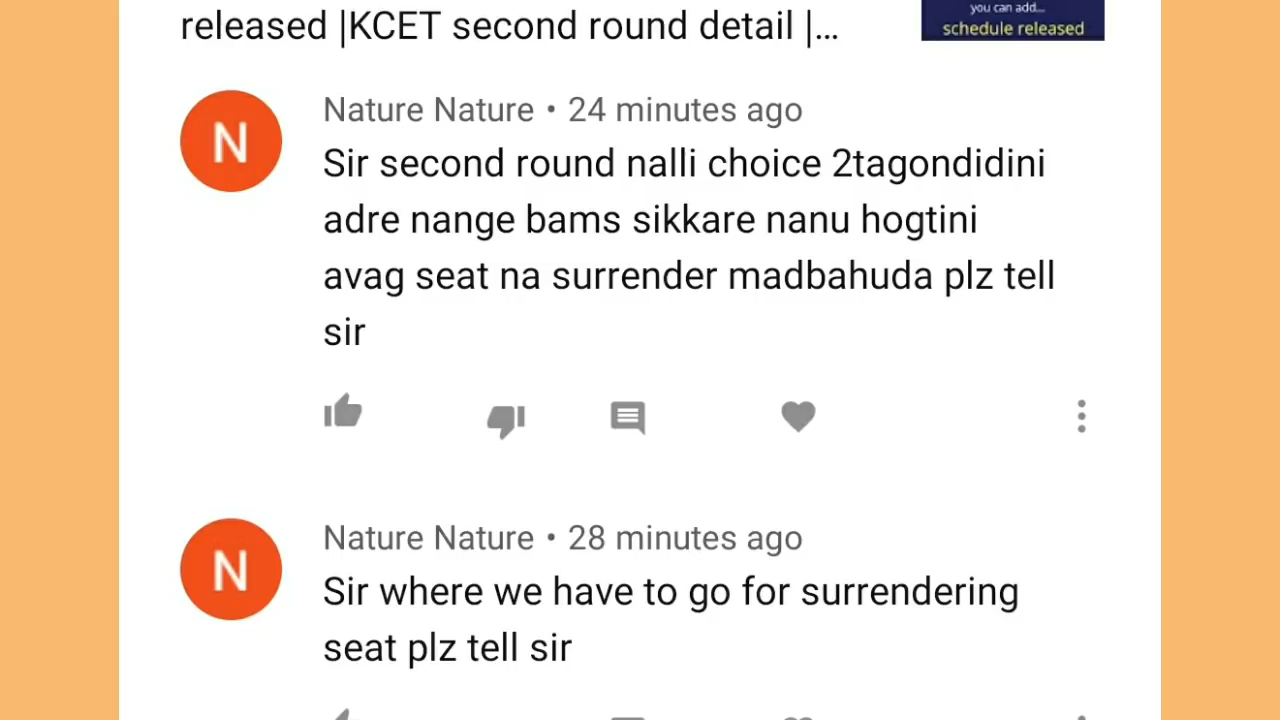 released |KCET second round detail |...
you can add...
schedule released
N
Nature Nature • 24 minutes ago
Sir second round nalli choice 2tagondidini
adre nange bams sikkare nanu hogtini
avag seat na surrender madbahuda plz tell
sir
N
Nature Nature • 28 minutes ago
Sir where we have to go for surrendering
seat plz tell sir